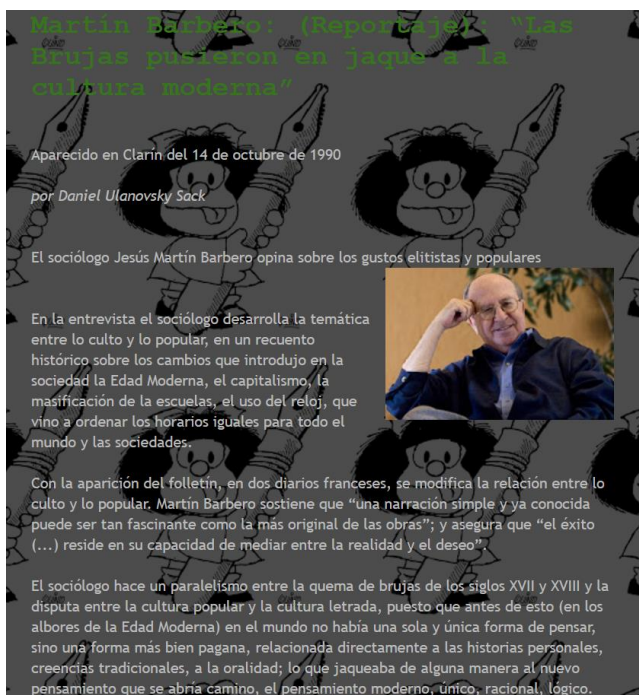 Martín Barbero: (Reportaje): “Las
Brujas pusieron en jaque a la
cultura moderna”
Aparecido en Clarín del 14 de octubre de 1990
por Daniel Ulanovsky Sack
El sociólogo Jesús Martín Barbero opina sobre los gustos elitistas y populares
En la entrevista el sociólogo desarrolla la temática
entre lo culto y lo popular, en un recuento
histórico sobre los cambios que introdujo en la
sociedad la Edad Moderna, el capitalismo, la
masificación de la escuelas, el uso del reloj, que
vino a ordenar los horarios iguales para todo el
mundo y las sociedades.
Con la aparición del folletín, en dos diarios franceses, se modifica la relación entre lo
culto y lo popular. Martín Barbero sostiene que “una narración simple y ya conocida
puede ser tan fascinante como la más original de las obras”; y asegura que “el éxito
(...) reside en su capacidad de mediar entre la realidad y el deseo”.
El sociólogo hace un paralelismo entre la quema de brujas de los siglos XVII y XVIII y la
disputa entre la cultura popular y la cultura letrada, puesto que antes de esto (en los
albores de la Edad Moderna) en el mundo no había una sola y única forma de pensar,
sino una forma más bien pagana, relacionada directamente a las historias personales,
creencias tradicionales, a la oralidad; lo que jaqueaba de alguna manera al nuevo
pensamiento que se abría camino, el pensamiento moderno, único, racional, lógico.